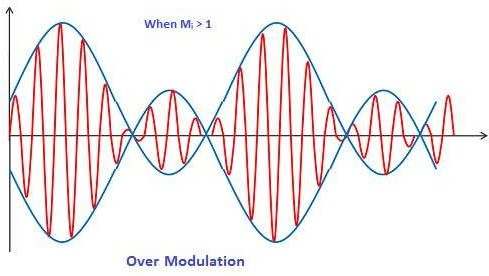 When Mᵢ > 1
Over Modulation